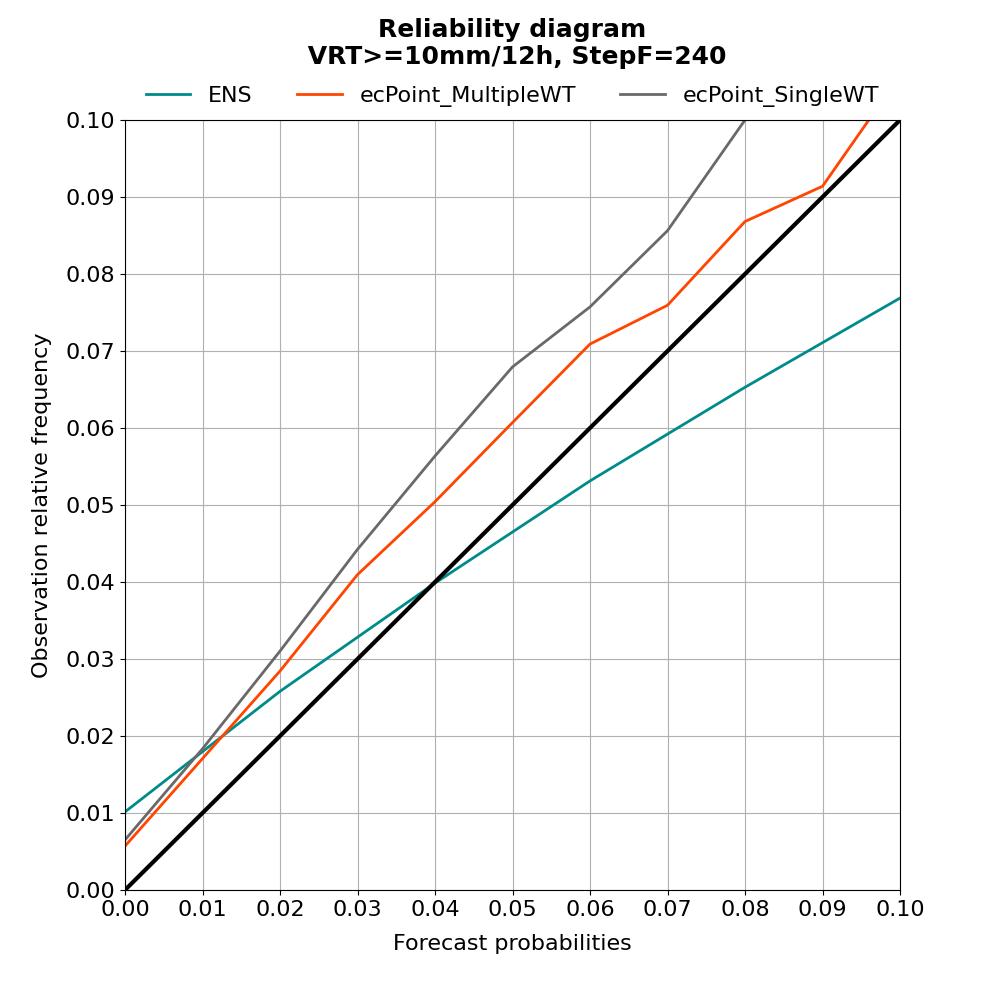 Reliability diagram
VRT>=10mm/12h, StepF=240
ENS ecPoint_MultipleWT ecPoint_SingleWT
0.10
0.09
0.08
0.07
0.06
0.05
0.04
0.03
0.02
0.01
0.00
Observation relative frequency
0.00 0.01 0.02 0.03 0.04 0.05 0.06 0.07 0.08 0.09 0.10
Forecast probabilities